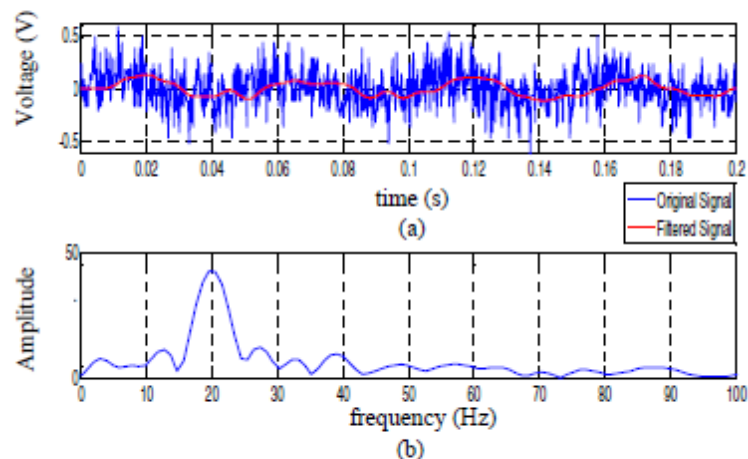 Voltage (V)
0.5
0
-0.5
0 0.02 0.04 0.06 0.08 0.1 0.12 0.14 0.16 0.18 0.2
time (s)
(a)
Original Signal
Filtered Signal
Amplitude
50
0
0 10 20 30 40 50 60 70 80 90 100
frequency (Hz)
(b)